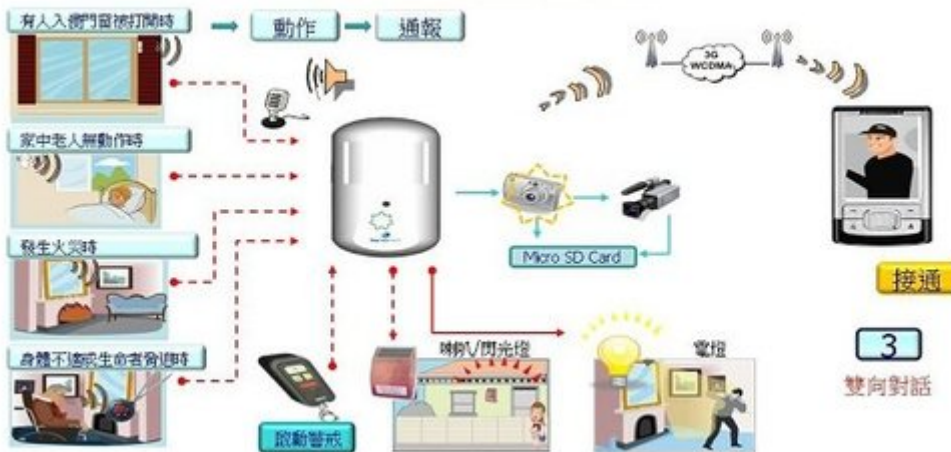 有人入侵門窗被打開時
動作
通報
3G
WCDMA
家中老人無動作時
發生火災時
Micro SD Card
接通
身體不適或生命者脅迫時
喇叭/閃光燈
電燈
3
雙向對話
啟動警戒